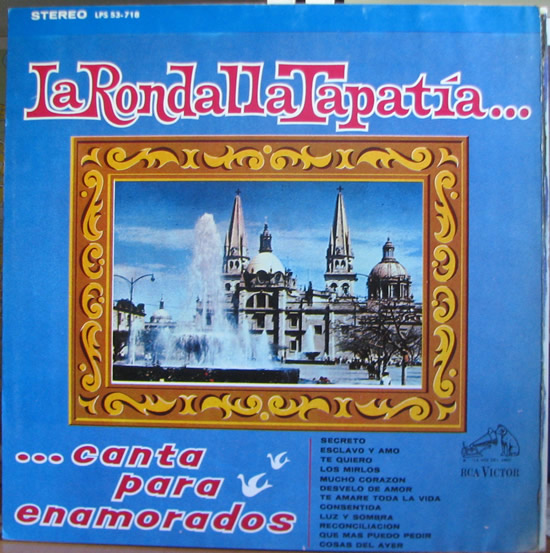 STEREO LPS 53-718
La Rondalla Tapatía...
...canta
para
enamorados
SECRETO
ESCLAVO Y AMO
TE QUIERO
LOS MIRLOS
MUCHO CORAZON
DESVELO DE AMOR
TE AMARE TODA LA VIDA
CONSENTIDA
LUZ Y SOMBRA
RECONCILIACION
QUE MAS PUEDO PEDIR
COSAS DEL AYER
RCA VICTOR